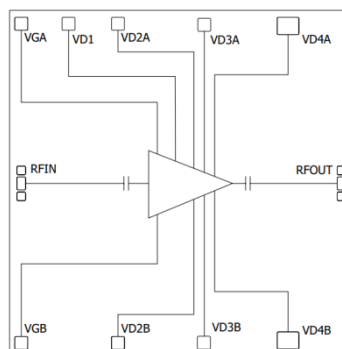 VGA
VD1
VD2A
VD3A
VD4A
RFIN
RFOUT
VGB
VD2B
VD3B
VD4B